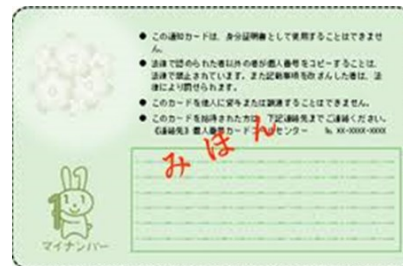 ● この通知カードは、身分証明書として使用することはできませ
ん。
● 法律で認められた者以外の者が個人番号をコピーすることは、
法律で禁止されています。また記載事項を改ざんした者は、法
律により罰せられます。
● このカードを他人に貸与または譲渡することはできません。
● このカードを拾得された方は、下記連絡先までご連絡ください。
《連絡先》個人番号カードコールセンター ℡ XX-XXXX-XXXX
みほん
マイナンバー